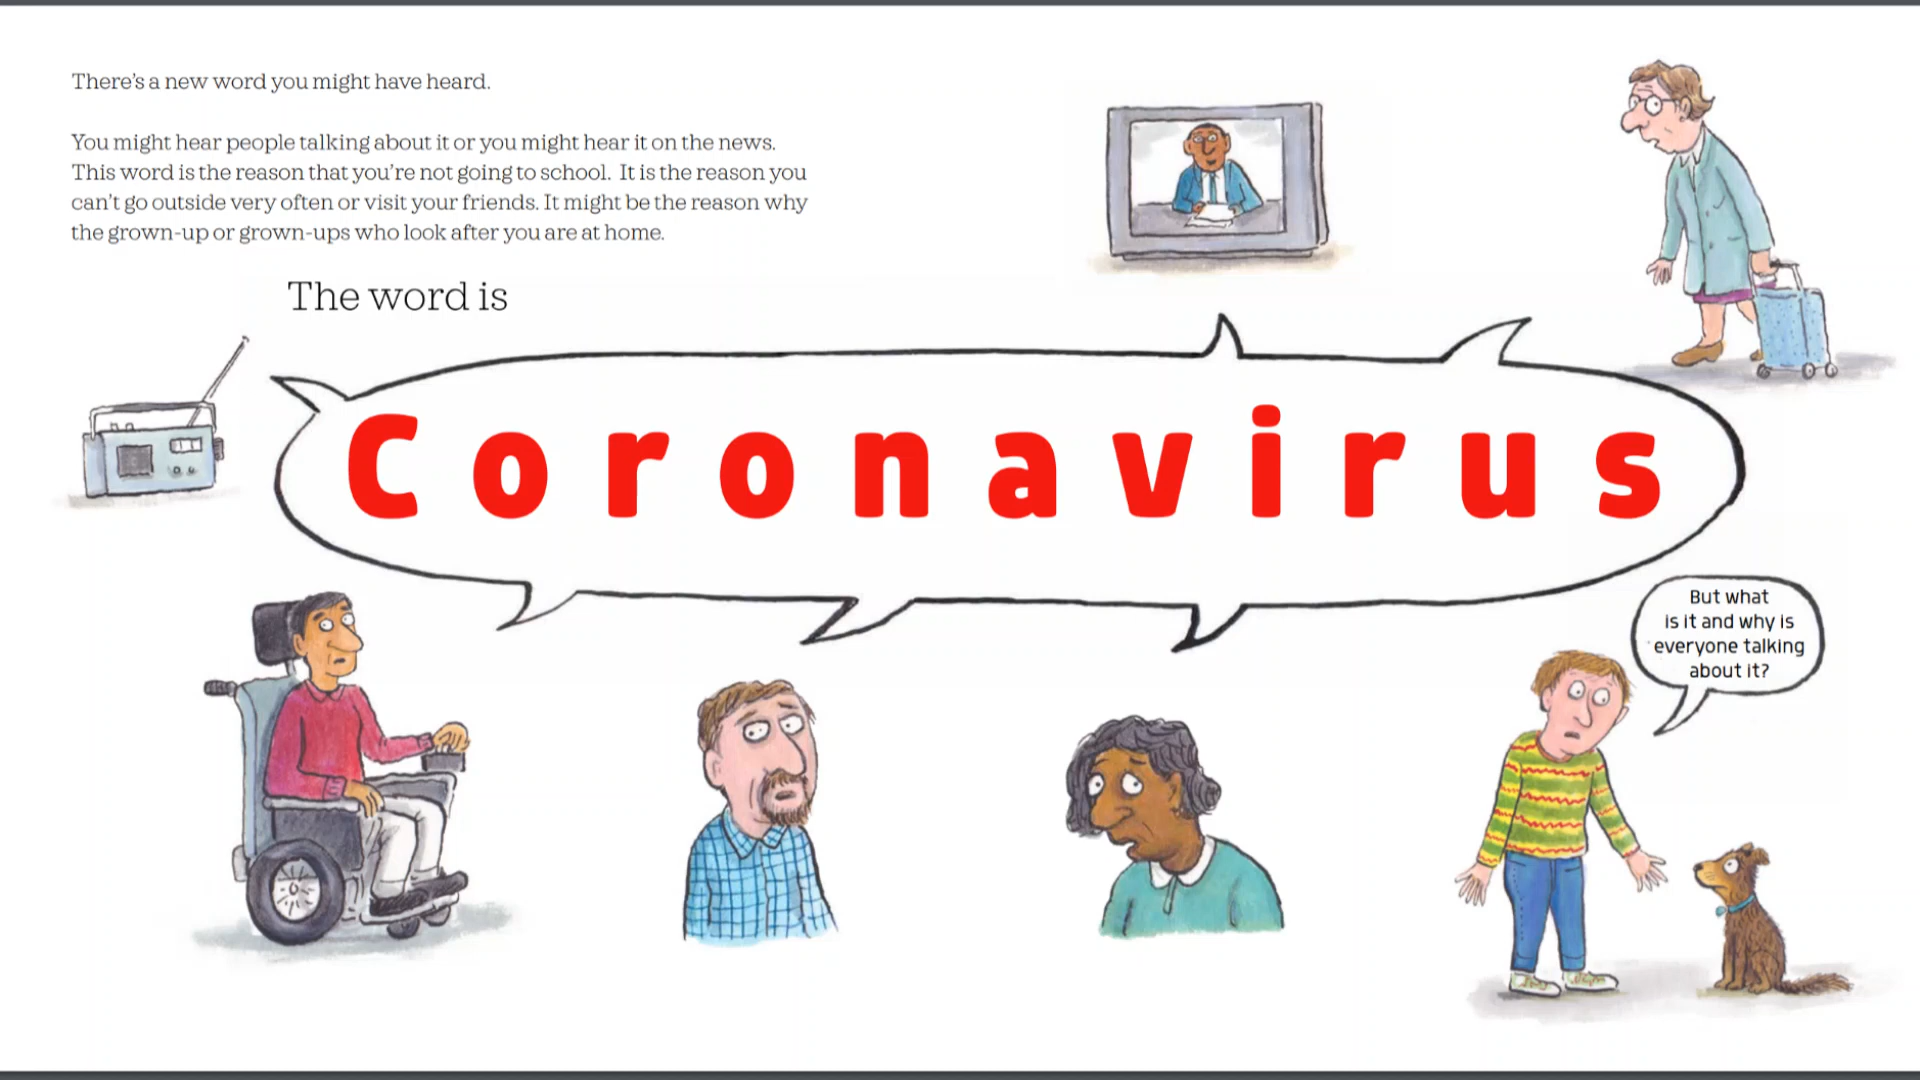 There's a new word you might have heard.
You might hear people talking about it or you might hear it on the news.
This word is the reason that you're not going to school. It is the reason you
can't go outside very often or visit your friends. It might be the reason why
the grown-up or grown-ups who look after you are at home.
The word is
Coronavirus
But what
is it and why is
everyone talking
about it?